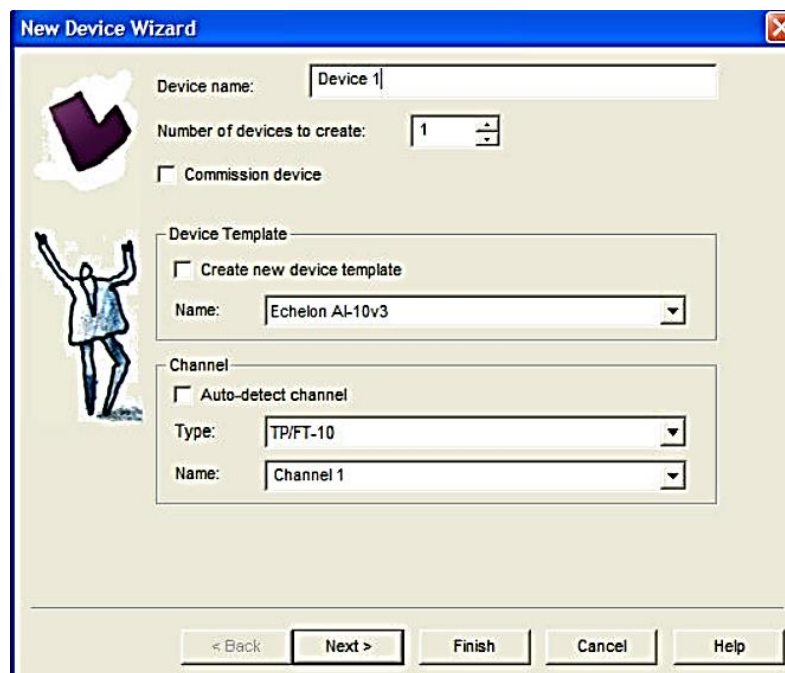 New Device Wizard
Device name: Device 1
Number of devices to create: 1
Commission device
Device Template
Create new device template
Name: Echelon AI-10v3
Channel
Auto-detect channel
Type: TP/FT-10
Name: Channel 1
< Back Next > Finish Cancel Help